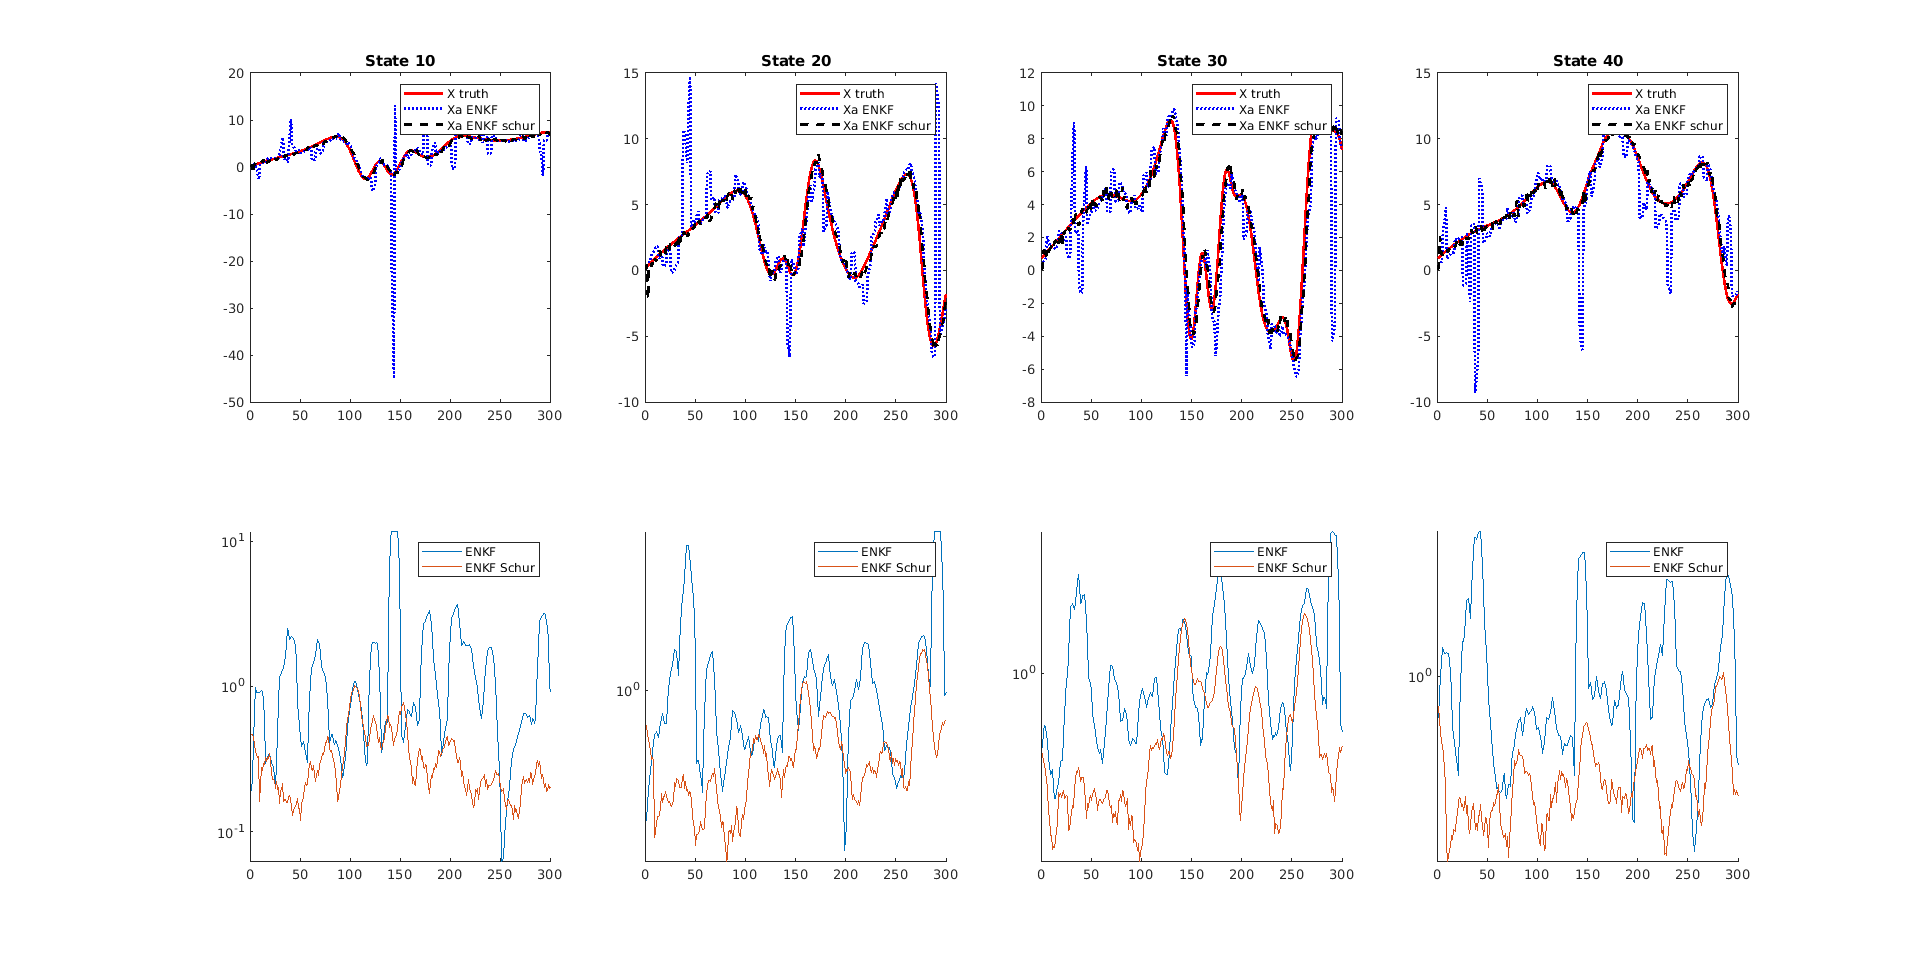 State 10
20
10
0
-10
-20
-30
-40
-50
0 50 100 150 200 250 300
X truth
Xa ENKF
Xa ENKF schur
State 20
15
10
5
0
-5
-10
0 50 100 150 200 250 300
X truth
Xa ENKF
Xa ENKF schur
State 30
12
10
8
6
4
2
0
-2
-4
-6
-8
0 50 100 150 200 250 300
X truth
Xa ENKF
Xa ENKF schur
State 40
15
10
5
0
-5
-10
0 50 100 150 200 250 300
X truth
Xa ENKF
Xa ENKF schur
10^1
10^0
10^-1
0 50 100 150 200 250 300
ENKF
ENKF Schur
10^0
0 50 100 150 200 250 300
ENKF
ENKF Schur
10^0
0 50 100 150 200 250 300
ENKF
ENKF Schur
10^0
0 50 100 150 200 250 300
ENKF
ENKF Schur